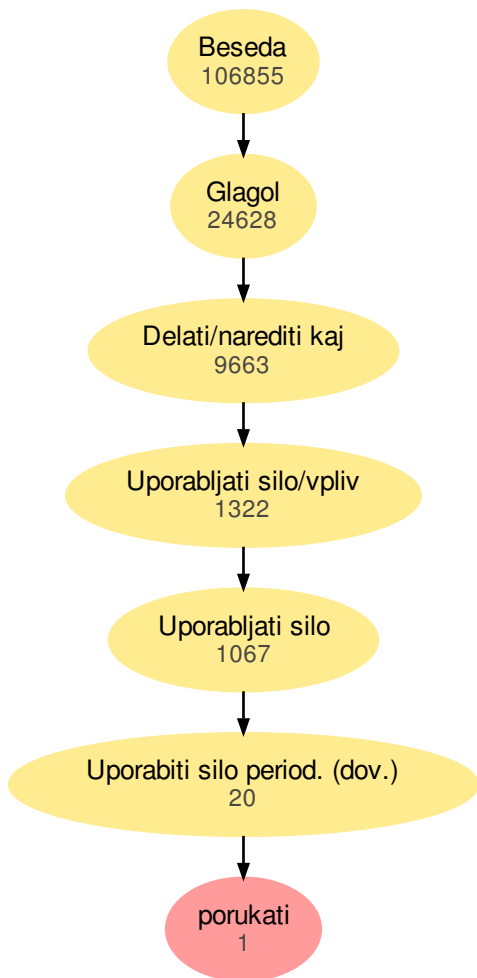 Beseda
106855
Glagol
24628
Delati/narediti kaj
9663
Uporabljati silo/vpliv
1322
Uporabljati silo
1067
Uporabiti silo period. (dov.)
20
porukati
1